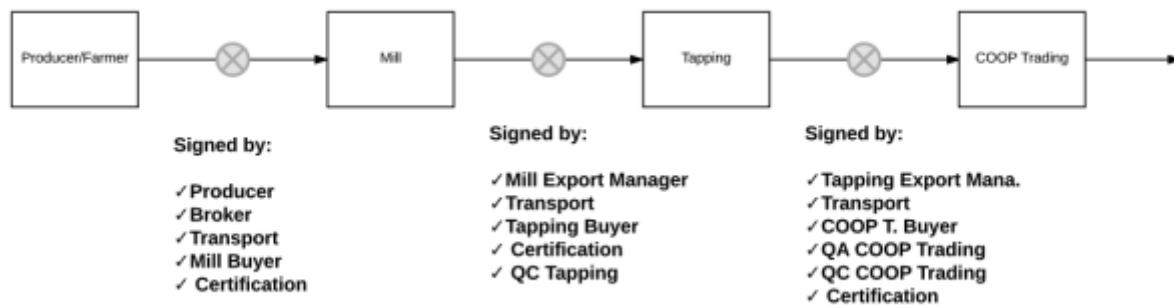 Producer/Farmer
Mill
Tapping
COOP Trading
Signed by:
✓Producer
✓Broker
✓Transport
✓Mill Buyer
✓ Certification
Signed by:
✓Mill Export Manager
✓Transport
✓Tapping Buyer
✓ Certification
✓ QC Tapping
Signed by:
✓Tapping Export Mana.
✓Transport
✓COOP T. Buyer
✓QA COOP Trading
✓QC COOP Trading
✓ Certification